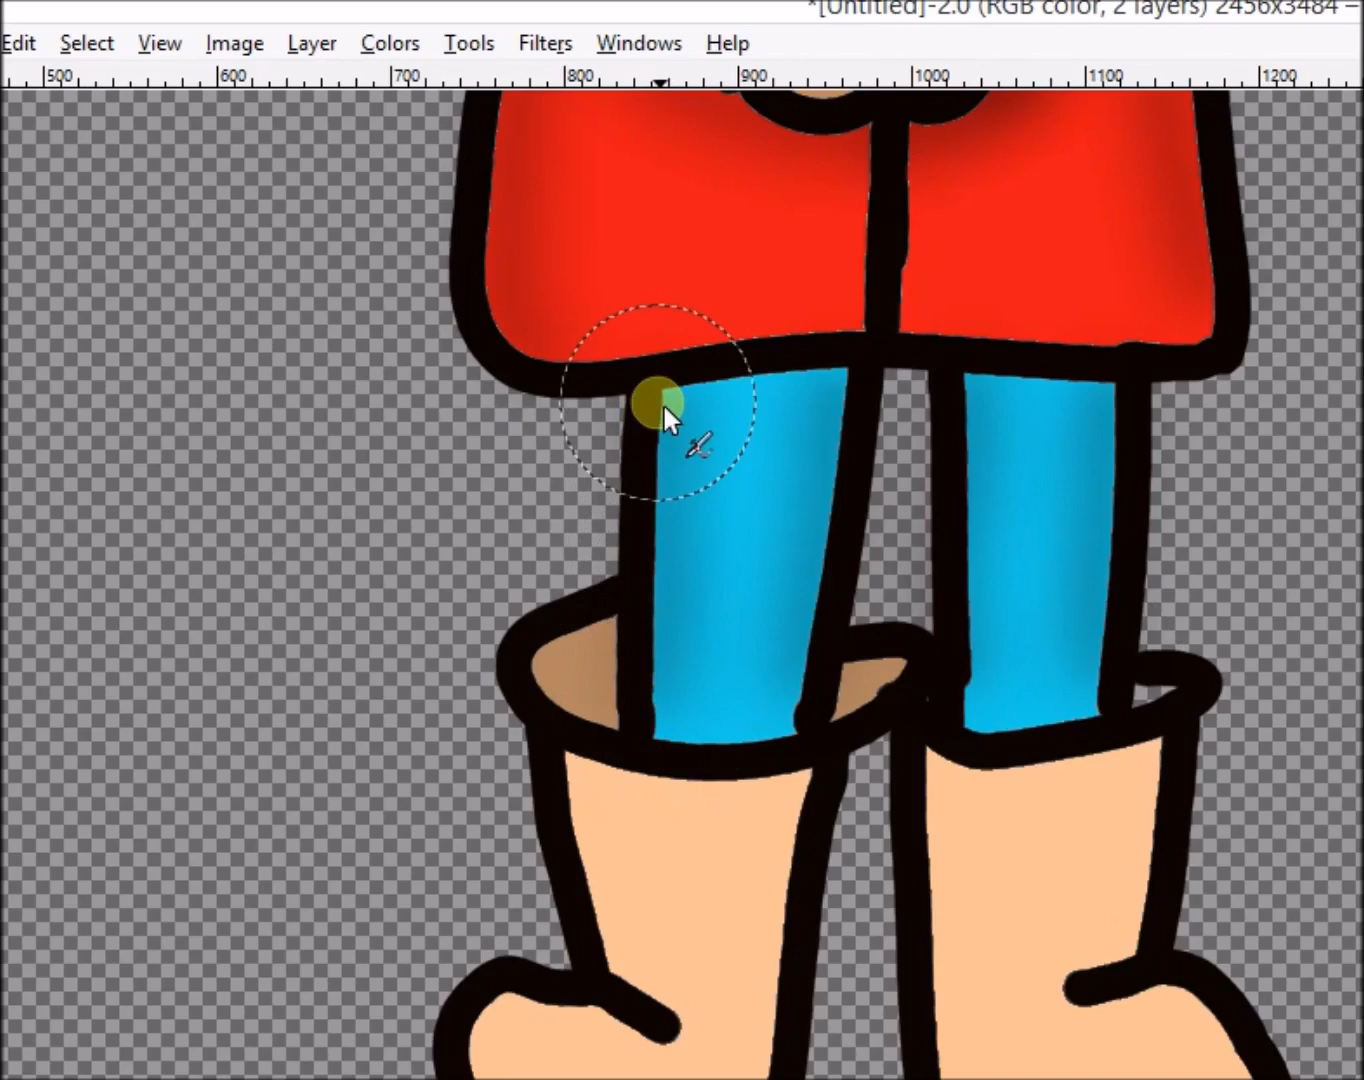 *[Untitled]-2.0 (RGB color, 2 layers) 2456x3484 –
Edit Select View Image Layer Colors Tools Filters Windows Help
500 600 700 800 900 1000 1100 1200